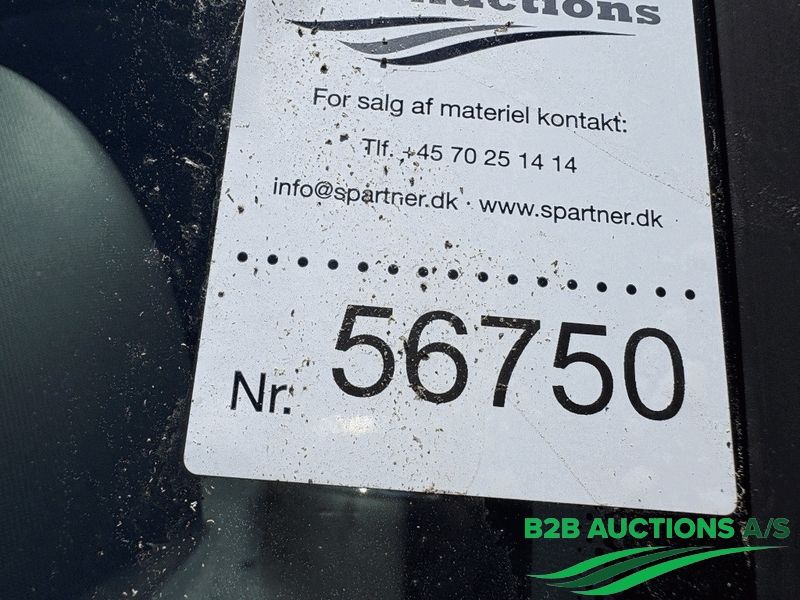 For salg af materiel kontakt:
Tlf. +45 70 25 14 14
info@spartner.dk · www.spartner.dk
Nr. 56750
B2B AUCTIONS A/S